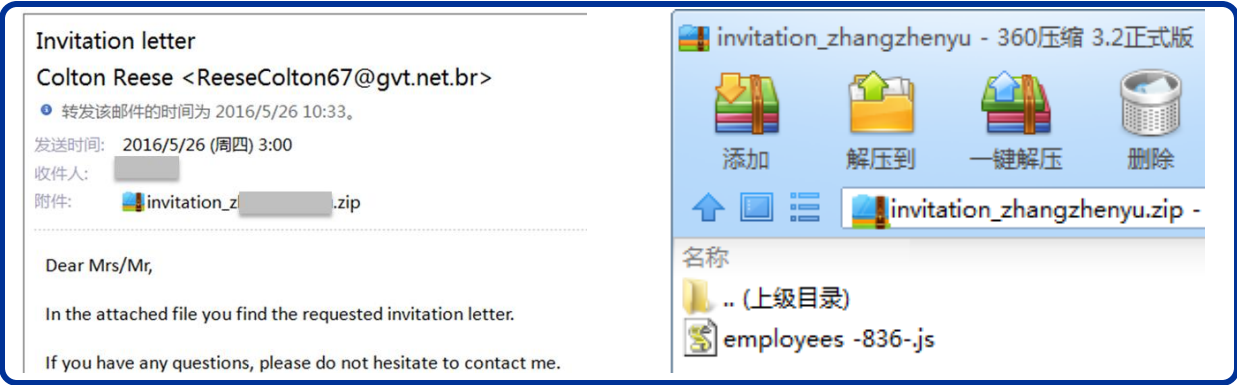 Invitation letter
Colton Reese <ReeseColton67@gvt.net.br>
转发该邮件的时间为 2016/5/26 10:33。
发送时间: 2016/5/26 (周四) 3:00
收件人:
附件: invitation_z .zip
Dear Mrs/Mr,
In the attached file you find the requested invitation letter.
If you have any questions, please do not hesitate to contact me.
invitation_zhangzhenyu - 360压缩 3.2正式版
添加 解压到 一键解压 删除
invitation_zhangzhenyu.zip -
名称
.. (上级目录)
employees -836-.js